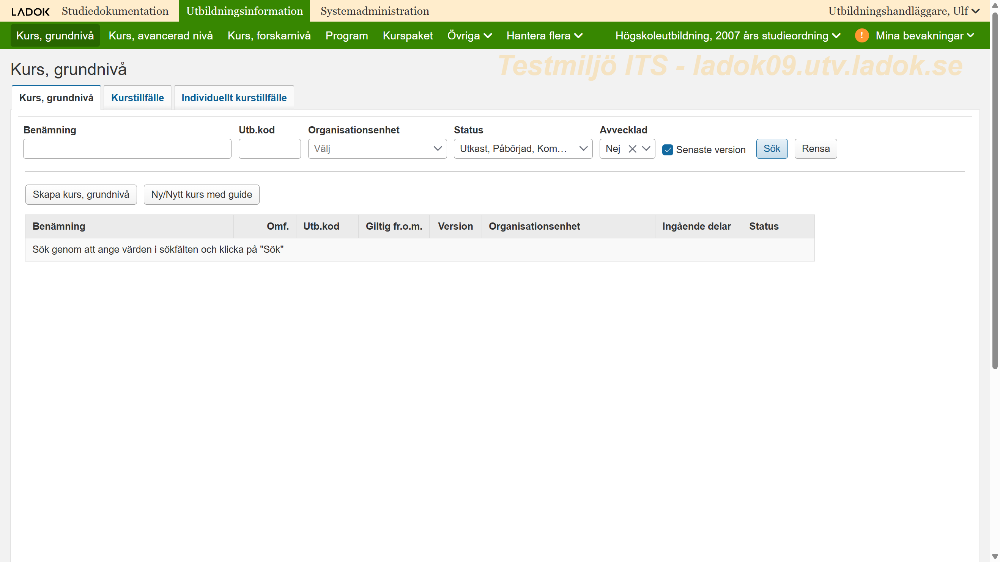 LADOK Studiedokumentation Utbildningsinformation Systemadministration Utbildningshandläggare, Ulf
Kurs, grundnivå Kurs, avancerad nivå Kurs, forskarnivå Program Kurspaket Övriga Hantera flera Högskoleutbildning, 2007 års studieordning ! Mina bevakningar
Testmiljö ITS - ladok09.utv.ladok.se
Kurs, grundnivå
Kurs, grundnivå Kurstillfälle Individuellt kurstillfälle
Benämning Utb.kod Organisationsenhet Status Avvecklad
Välj Utkast, Påbörjad, Kom... Nej Senaste version Sök Rensa
Skapa kurs, grundnivå Ny/Nytt kurs med guide
Benämning Omf. Utb.kod Giltig fr.o.m. Version Organisationsenhet Ingående delar Status
Sök genom att ange värden i sökfälten och klicka på "Sök"